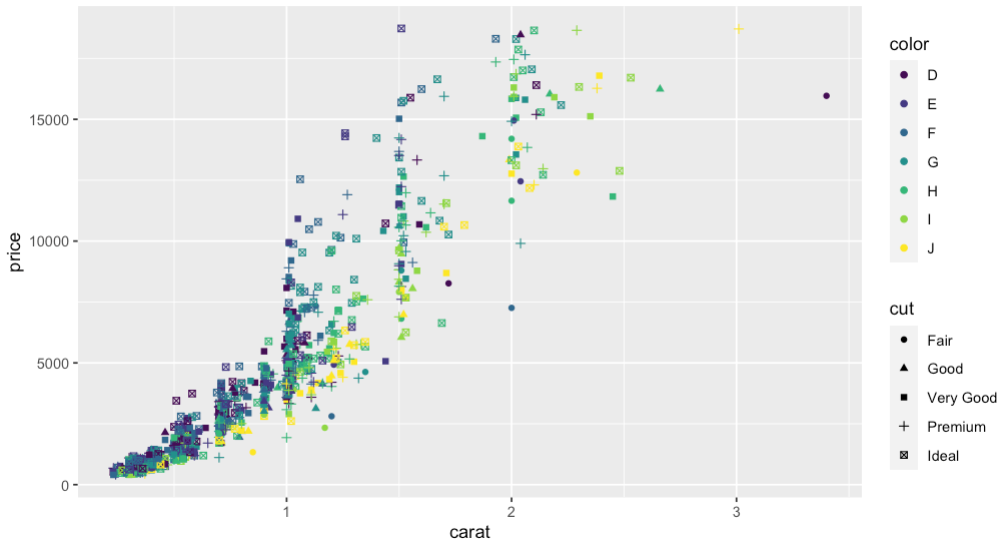 15000
10000
5000
0
price
1
2
3
carat
color
D
E
F
G
H
I
J
cut
Fair
Good
Very Good
Premium
Ideal